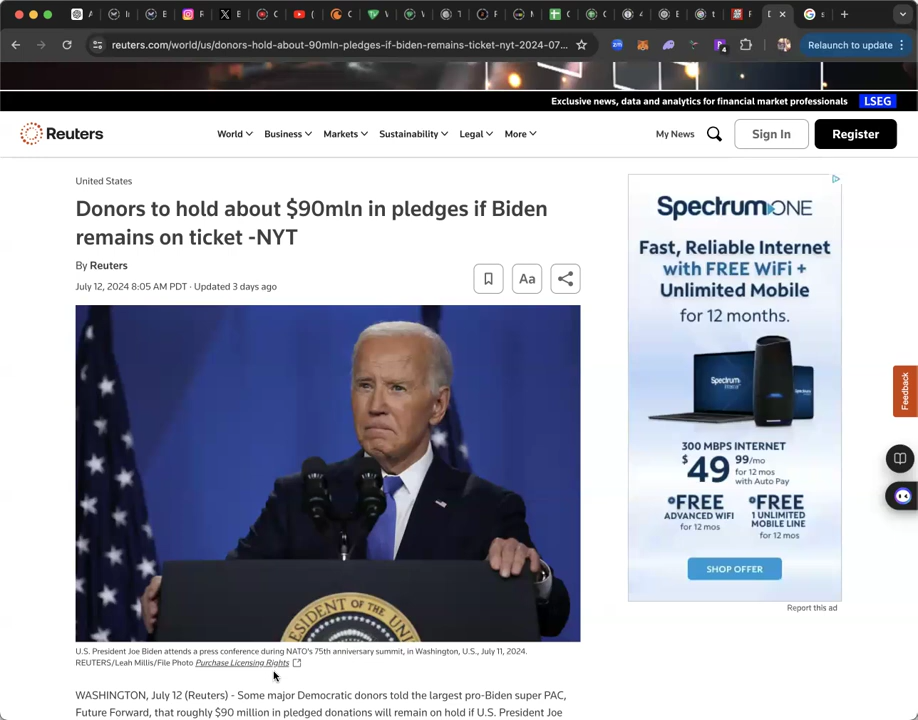 reuters.com/world/us/donors-hold-about-90mln-pledges-if-biden-remains-ticket-nyt-2024-07...
Relaunch to update
Exclusive news, data and analytics for financial market professionals
LSEG
Reuters
World
Business
Markets
Sustainability
Legal
More
My News
Sign In
Register
United States
Donors to hold about $90mln in pledges if Biden
remains on ticket -NYT
By Reuters
July 12, 2024 8:05 AM PDT · Updated 3 days ago
Aa
PRESIDENT OF THE
U.S. President Joe Biden attends a press conference during NATO's 75th anniversary summit, in Washington, U.S., July 11, 2024.
REUTERS/Leah Millis/File Photo Purchase Licensing Rights
WASHINGTON, July 12 (Reuters) - Some major Democratic donors told the largest pro-Biden super PAC,
Future Forward, that roughly $90 million in pledged donations will remain on hold if U.S. President Joe
Spectrum ONE
Fast, Reliable Internet
with FREE WiFi +
Unlimited Mobile
for 12 months.
Spectrum
300 MBPS INTERNET
$49 99/mo
for 12 mos
with Auto Pay
FREE
ADVANCED WIFI
for 12 mos
FREE
1 UNLIMITED
MOBILE LINE
for 12 mos
SHOP OFFER
Report this ad
Feedback